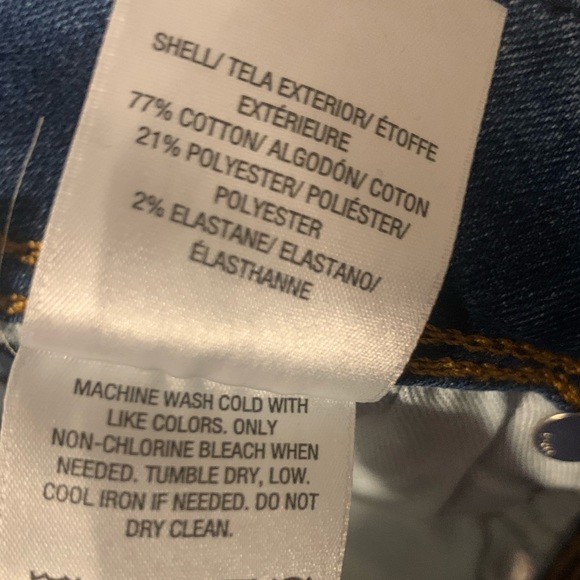 SHELL/ TELA EXTERIOR/ ÉTOFFE
EXTÉRIEURE
77% COTTON/ ALGODÓN/ COTON
21% POLYESTER/ POLIÉSTER/
POLYESTER
2% ELASTANE/ ELASTANO/
ÉLASTHANNE
MACHINE WASH COLD WITH
LIKE COLORS. ONLY
NON-CHLORINE BLEACH WHEN
NEEDED. TUMBLE DRY, LOW.
COOL IRON IF NEEDED. DO NOT
DRY CLEAN.